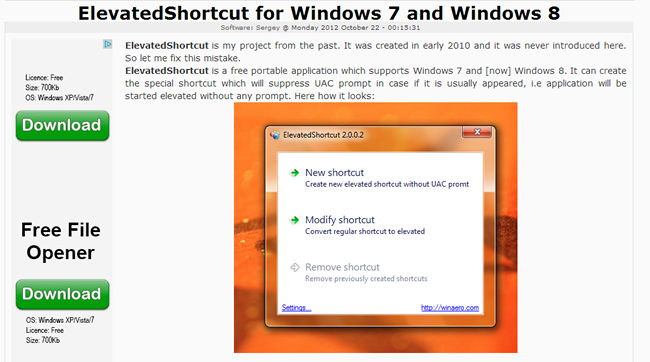 ElevatedShortcut for Windows 7 and Windows 8
Software: Sergey @ Monday 2012 October 22 - 00:15:31
Licence: Free
Size: 700Kb
OS: Windows XP/Vista/7
Download
Free File
Opener
Download
OS: Windows XP/Vista/7
Licence: Free
Size: 700Kb
ElevatedShortcut is my project from the past. It was created in early 2010 and it was never introduced here.
So let me fix this mistake.
ElevatedShortcut is a free portable application which supports Windows 7 and [now] Windows 8. It can create
the special shortcut which will suppress UAC prompt in case if it is usually appeared, i.e application will
be started elevated without any prompt. Here how it looks:
ElevatedShortcut 2.0.0.2
New shortcut
Create new elevated shortcut without UAC promt
Modify shortcut
Convert regular shortcut to elevated
Remove shortcut
Remove previously created shortcuts
Settings...
http://winaero.com